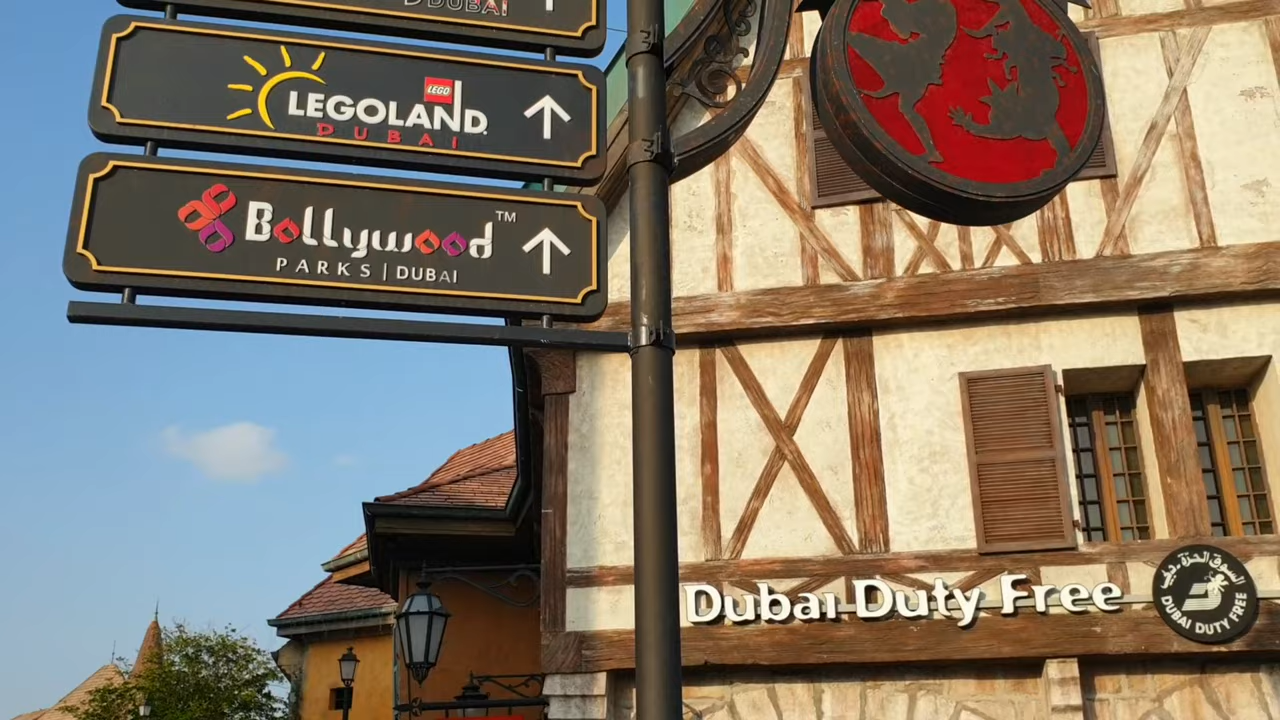 DUBAI
LEGO
LEGOLAND
DUBAI
Bollywood™
PARKS | DUBAI
Dubai Duty Free
السوق الحرة - دبي
DUBAI DUTY FREE